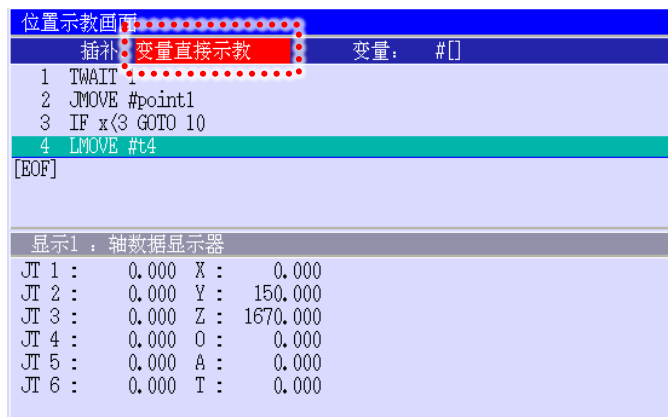 位置示教画面
插补: 变量直接示教 变量: #[]
1 TWAIT 1
2 JMOVE #point1
3 IF x<3 GOTO 10
4 LMOVE #t4
[EOF]
显示1 : 轴数据显示器
JT 1 : 0.000 X : 0.000
JT 2 : 0.000 Y : 150.000
JT 3 : 0.000 Z : 1670.000
JT 4 : 0.000 O : 0.000
JT 5 : 0.000 A : 0.000
JT 6 : 0.000 T : 0.000